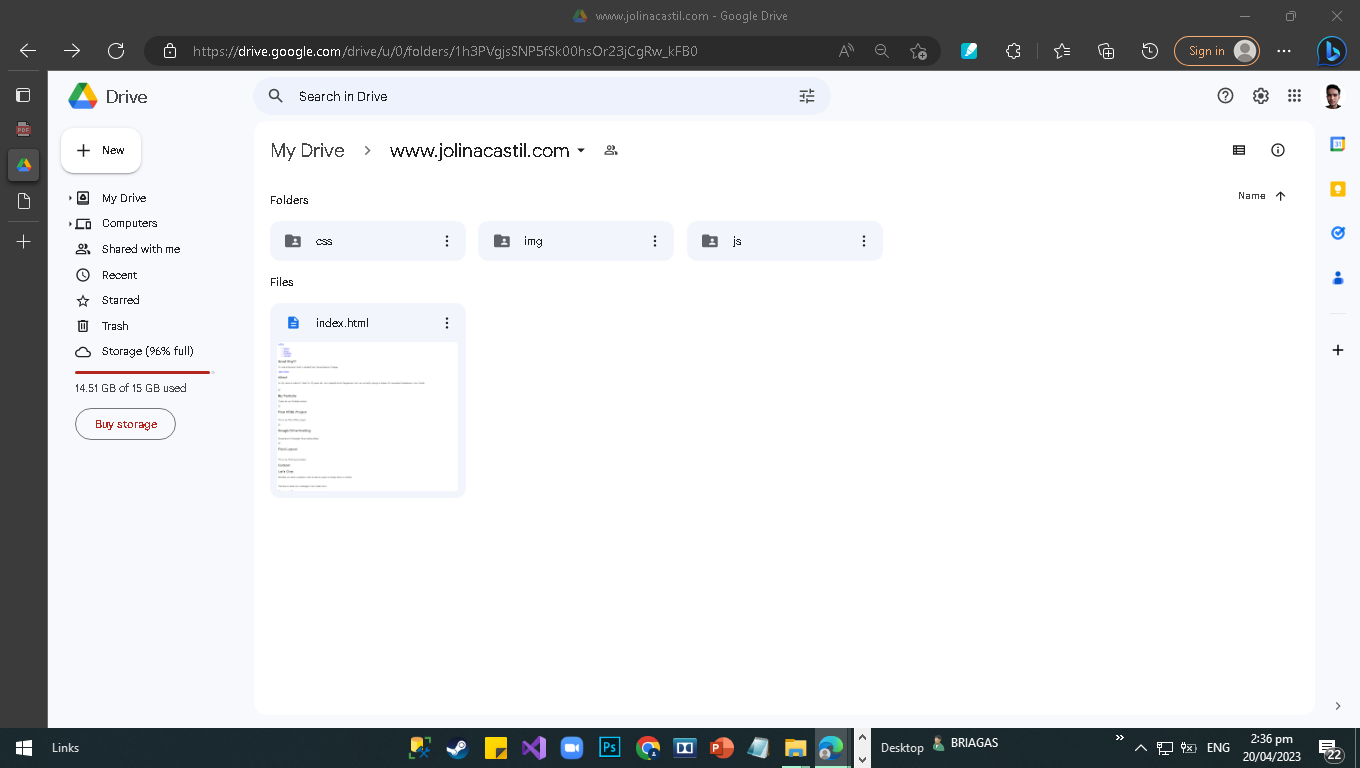 www.jolinacastil.com - Google Drive
https://drive.google.com/drive/u/0/folders/1h3PVgjsSNP5fSk00hsOr23jCgRw_kFB0
Sign in
Drive
Search in Drive
New
My Drive
Computers
Shared with me
Recent
Starred
Trash
Storage (96% full)
14.51 GB of 15 GB used
Buy storage
My Drive
www.jolinacastil.com
Folders
Name
css
img
js
Files
index.html
PDF
31
Links
Ps
Desktop
BRIAGAS
ENG
2:36 pm
20/04/2023
22